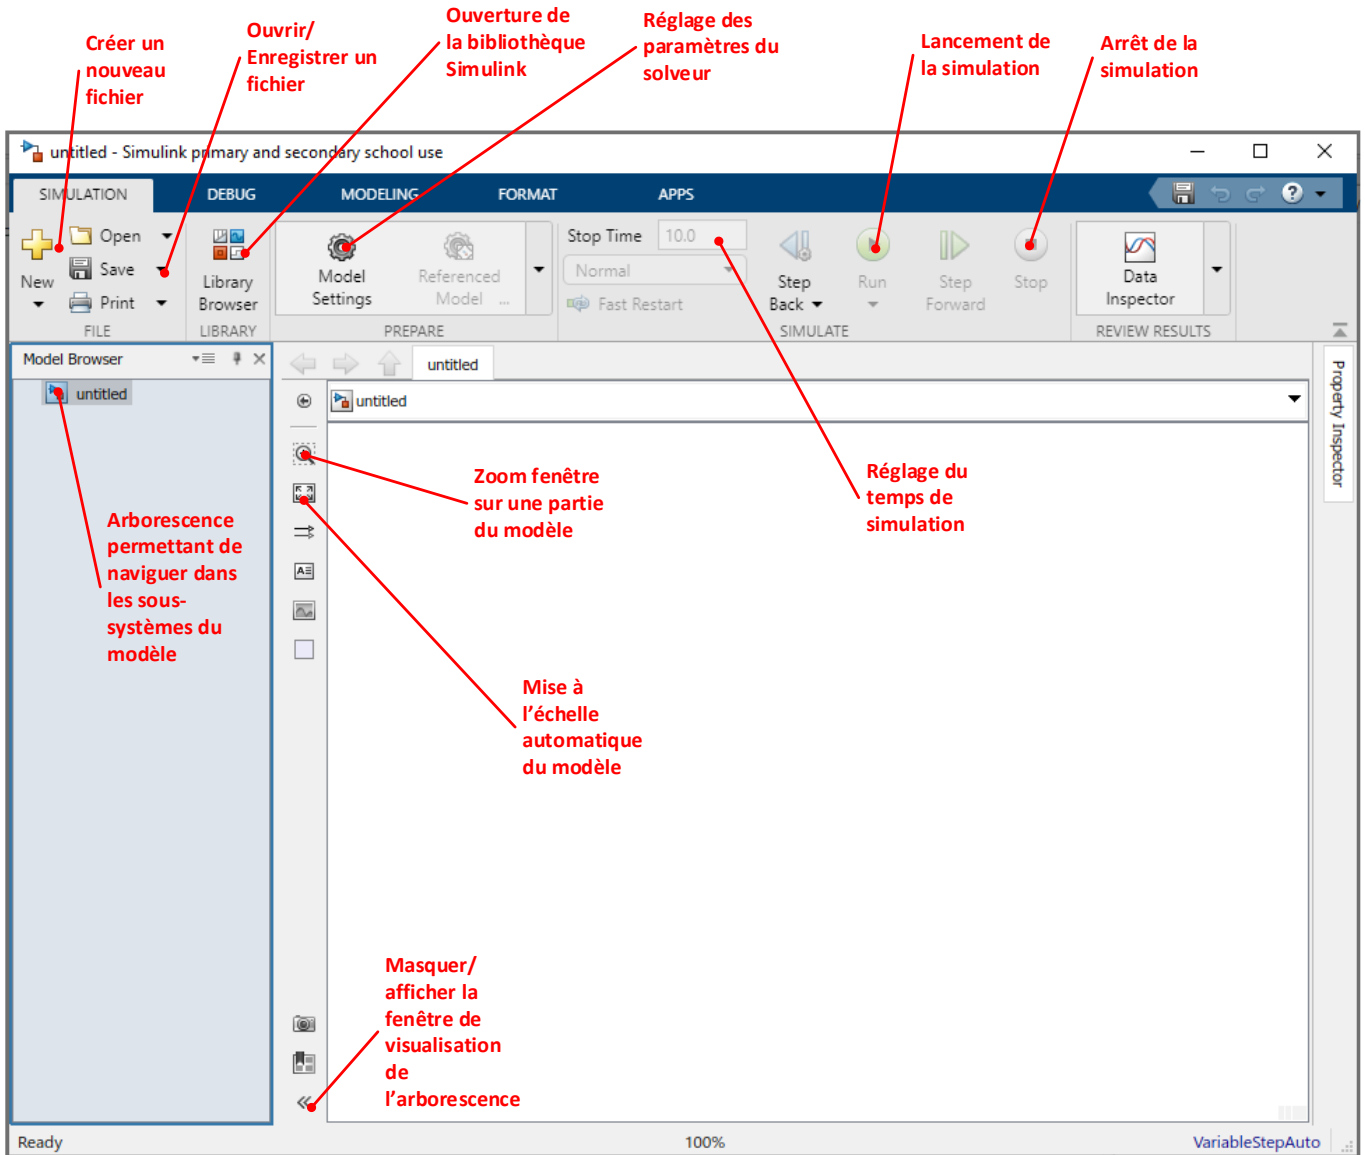 Créer un
nouveau
fichier
Ouvrir/
Enregistrer un
fichier
Ouverture de
la bibliothèque
Simulink
Réglage des
paramètres du
solveur
Lancement de
la simulation
Arrêt de la
simulation
untitled - Simulink primary and secondary school use
SIMULATION
DEBUG
MODELING
FORMAT
APPS
New
Open
Save
Print
FILE
Library
Browser
LIBRARY
Model
Settings
Referenced
Model ...
PREPARE
Stop Time 10.0
Normal
Fast Restart
Step
Back
Run
Step
Forward
Stop
SIMULATE
Data
Inspector
REVIEW RESULTS
Model Browser
untitled
untitled
untitled
Property Inspector
Arborescence
permettant de
naviguer dans
les sous-
systèmes du
modèle
Zoom fenêtre
sur une partie
du modèle
Réglage du
temps de
simulation
Mise à
l’échelle
automatique
du modèle
Masquer/
afficher la
fenêtre de
visualisation
de
l’arborescence
Ready
100%
VariableStepAuto